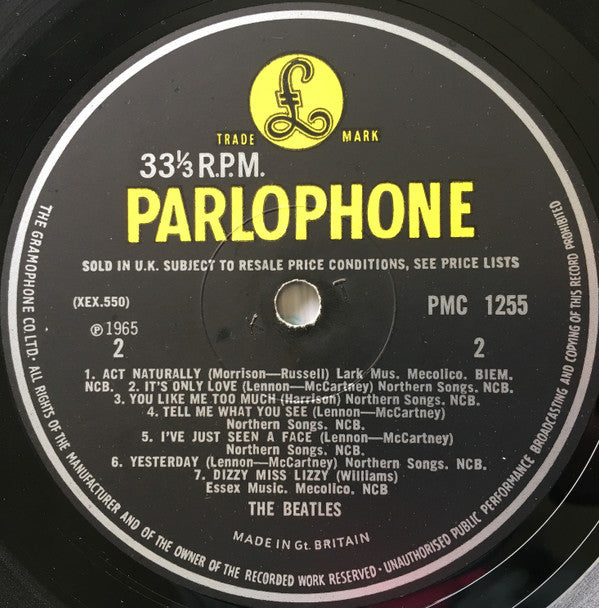 £
TRADE MARK
33⅓ R.P.M.
PARLOPHONE
SOLD IN U.K. SUBJECT TO RESALE PRICE CONDITIONS, SEE PRICE LISTS
(XEX.550)
PMC 1255
℗ 1965
2 2
1. ACT NATURALLY (Morrison—Russell) Lark Mus. Mecolico. BIEM.
NCB. 2. IT'S ONLY LOVE (Lennon—McCartney) Northern Songs. NCB.
3. YOU LIKE ME TOO MUCH (Harrison) Northern Songs. NCB.
4. TELL ME WHAT YOU SEE (Lennon—McCartney)
Northern Songs. NCB.
5. I'VE JUST SEEN A FACE (Lennon—McCartney)
Northern Songs. NCB.
6. YESTERDAY (Lennon—McCartney) Northern Songs. NCB.
7. DIZZY MISS LIZZY (Williams)
Essex Music. Mecolico. NCB
THE BEATLES
MADE IN Gt. BRITAIN
THE GRAMOPHONE CO. LTD. · ALL RIGHTS OF THE MANUFACTURER AND OF THE OWNER OF THE RECORDED WORK RESERVED · UNAUTHORISED PUBLIC PERFORMANCE BROADCASTING AND COPYING OF THIS RECORD PROHIBITED